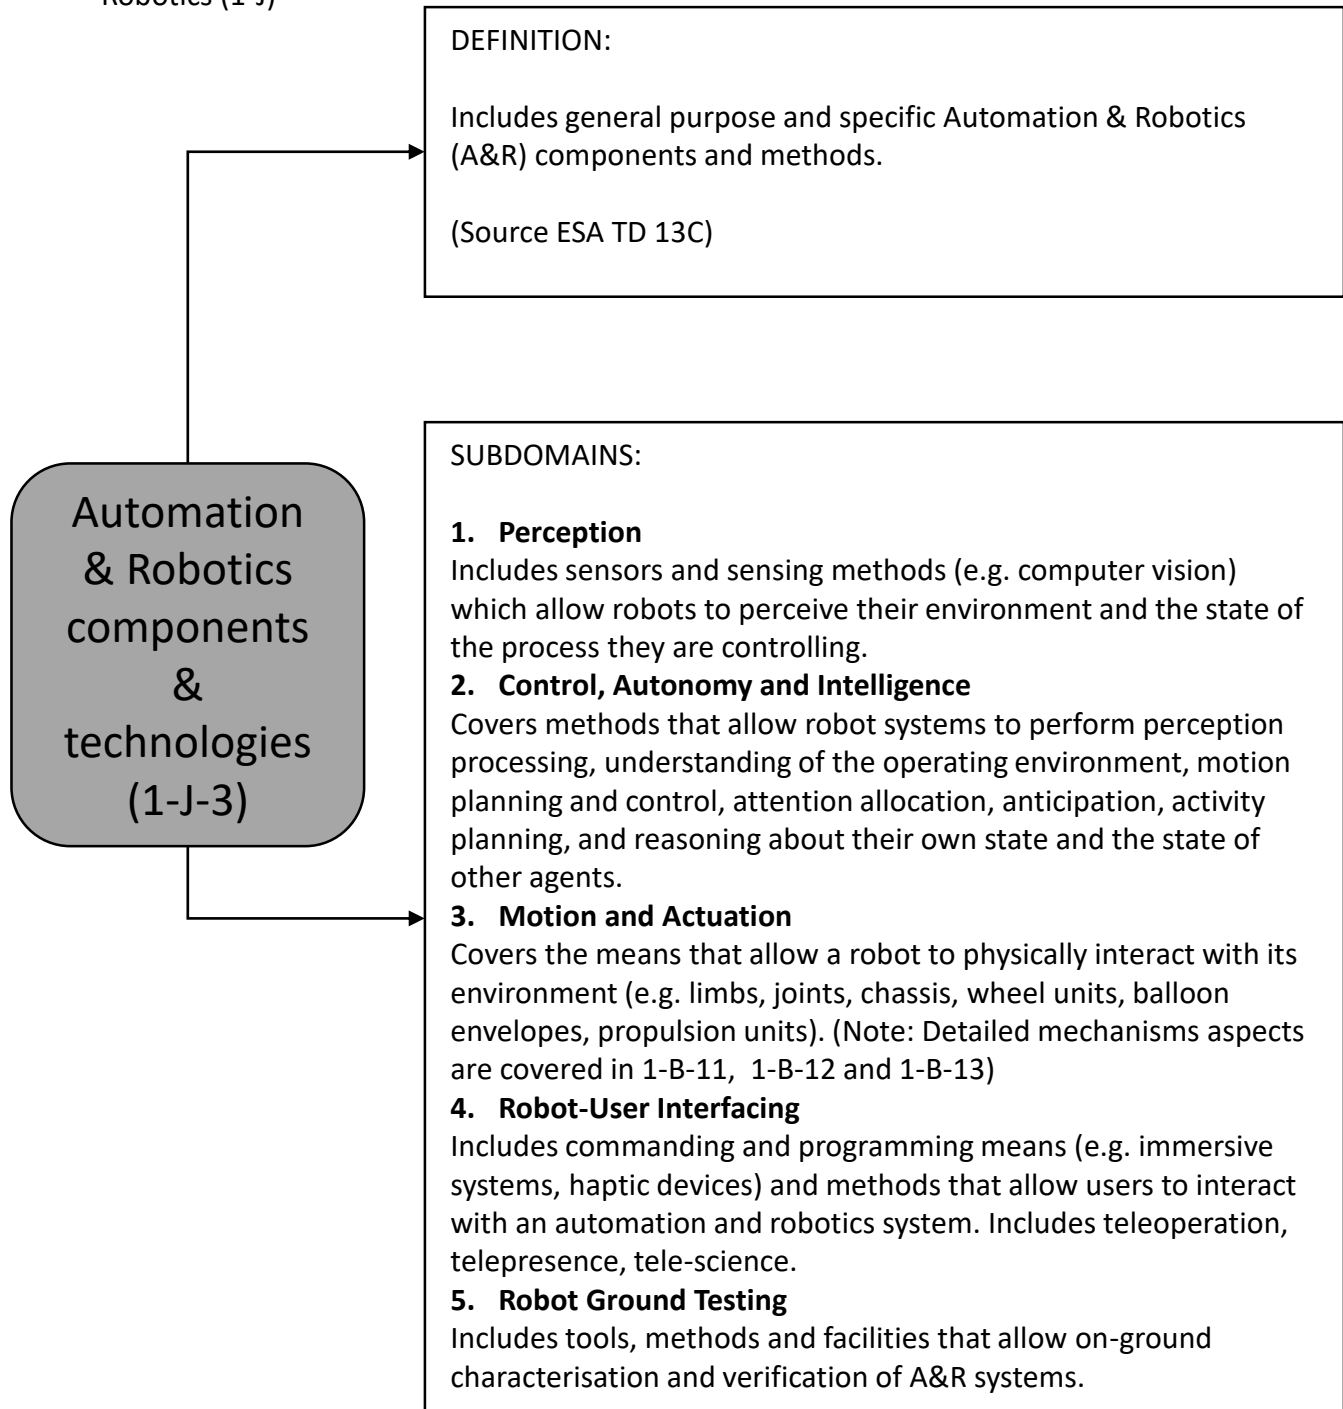 Robotics (1-J)
DEFINITION:
Includes general purpose and specific Automation & Robotics
(A&R) components and methods.
(Source ESA TD 13C)
Automation
& Robotics
components
&
technologies
(1-J-3)
SUBDOMAINS:
1. Perception
Includes sensors and sensing methods (e.g. computer vision)
which allow robots to perceive their environment and the state of
the process they are controlling.
2. Control, Autonomy and Intelligence
Covers methods that allow robot systems to perform perception
processing, understanding of the operating environment, motion
planning and control, attention allocation, anticipation, activity
planning, and reasoning about their own state and the state of
other agents.
3. Motion and Actuation
Covers the means that allow a robot to physically interact with its
environment (e.g. limbs, joints, chassis, wheel units, balloon
envelopes, propulsion units). (Note: Detailed mechanisms aspects
are covered in 1-B-11, 1-B-12 and 1-B-13)
4. Robot-User Interfacing
Includes commanding and programming means (e.g. immersive
systems, haptic devices) and methods that allow users to interact
with an automation and robotics system. Includes teleoperation,
telepresence, tele-science.
5. Robot Ground Testing
Includes tools, methods and facilities that allow on-ground
characterisation and verification of A&R systems.